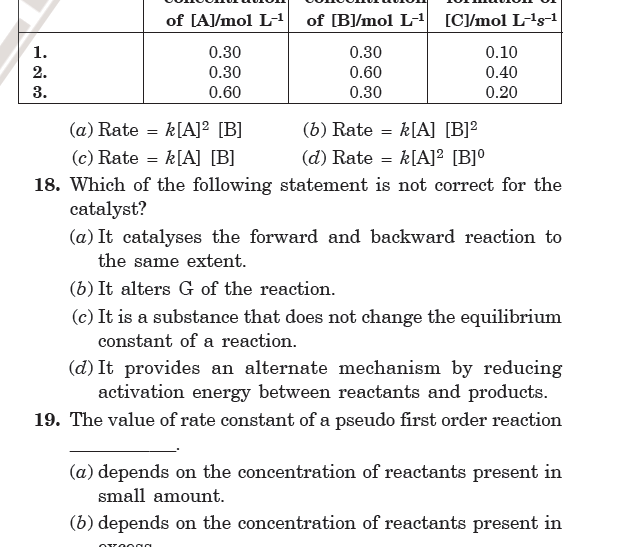 of [A]/mol L⁻¹ of [B]/mol L⁻¹ [C]/mol L⁻¹s⁻¹
1. 0.30 0.30 0.10
2. 0.30 0.60 0.40
3. 0.60 0.30 0.20
(a) Rate = k[A]² [B] (b) Rate = k[A] [B]²
(c) Rate = k[A] [B] (d) Rate = k[A]² [B]⁰
18. Which of the following statement is not correct for the
catalyst?
(a) It catalyses the forward and backward reaction to
the same extent.
(b) It alters G of the reaction.
(c) It is a substance that does not change the equilibrium
constant of a reaction.
(d) It provides an alternate mechanism by reducing
activation energy between reactants and products.
19. The value of rate constant of a pseudo first order reaction
___________.
(a) depends on the concentration of reactants present in
small amount.
(b) depends on the concentration of reactants present in